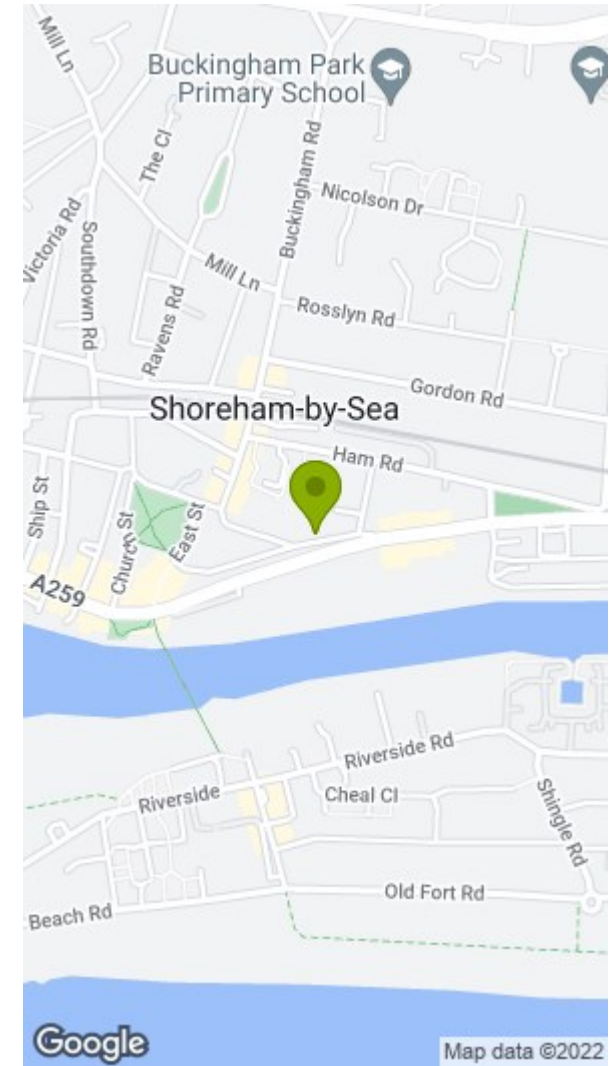 Mill Ln
Buckingham Park
Primary School
The Cl
Buckingham Rd
Nicolson Dr
Victoria Rd
Southdown Rd
Mill Ln
Ravens Rd
Rosslyn Rd
Gordon Rd
Shoreham-by-Sea
Ham Rd
Ship St
Church St
East St
A259
Riverside Rd
Riverside
Cheal Cl
Shingle Rd
Old Fort Rd
Beach Rd
Google
Map data ©2022